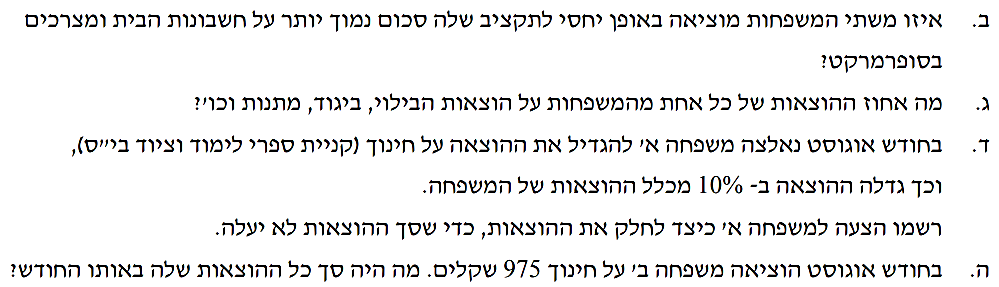 ב. איזו משתי המשפחות מוציאה באופן יחסי לתקציב שלה סכום נמוך יותר על חשבונות הבית ומצרכים
בסופרמרקט?
ג. מה אחוז ההוצאות של כל אחת מהמשפחות על הוצאות הבילוי, ביגוד, מתנות וכו'?
ד. בחודש אוגוסט נאלצה משפחה א' להגדיל את ההוצאה על חינוך (קניית ספרי לימוד וציוד בי"ס),
וכך גדלה ההוצאה ב- 10% מכלל ההוצאות של המשפחה.
רשמו הצעה למשפחה א' כיצד לחלק את ההוצאות, כדי שסך ההוצאות לא יעלה.
ה. בחודש אוגוסט הוציאה משפחה ב' על חינוך 975 שקלים. מה היה סך כל ההוצאות שלה באותו החודש?